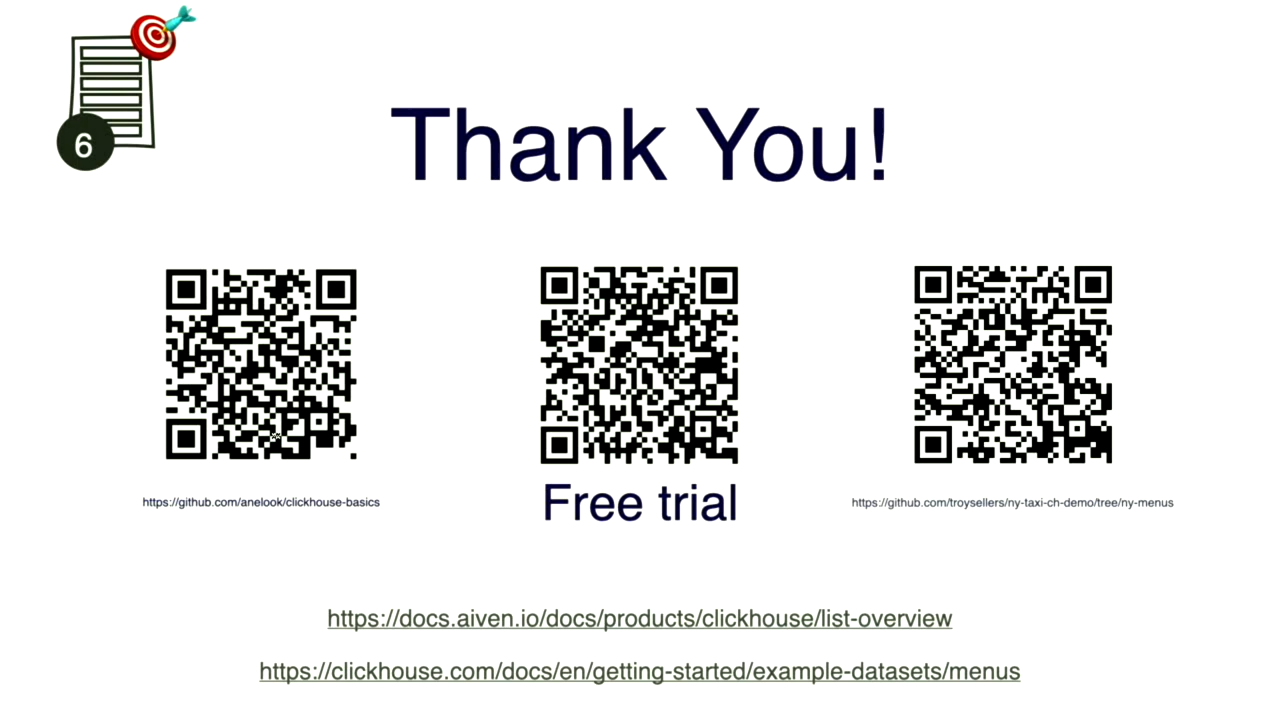 6
Thank You!
https://github.com/anelook/clickhouse-basics
Free trial
https://github.com/troysellers/ny-taxi-ch-demo/tree/ny-menus
https://docs.aiven.io/docs/products/clickhouse/list-overview
https://clickhouse.com/docs/en/getting-started/example-datasets/menus